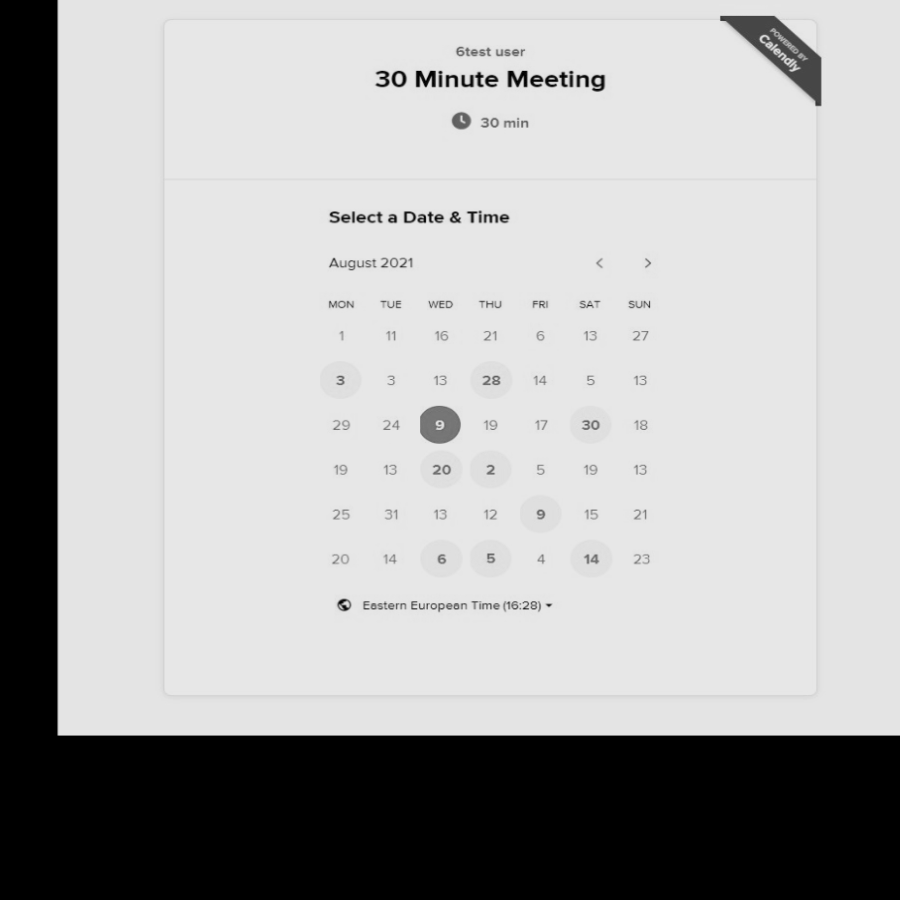 POWERED BY
Calendly
6test user
30 Minute Meeting
30 min
Select a Date & Time
August 2021
MON TUE WED THU FRI SAT SUN
1 11 16 21 6 13 27
3 3 13 28 14 5 13
29 24 9 19 17 30 18
19 13 20 2 5 19 13
25 31 13 12 9 15 21
20 14 6 5 4 14 23
Eastern European Time (16:28)